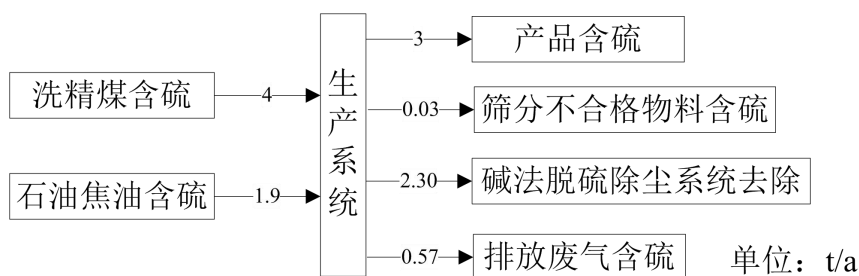 洗精煤含硫
4
石油焦油含硫
1.9
生产系统
3
产品含硫
0.03
筛分不合格物料含硫
2.30
碱法脱硫除尘系统去除
0.57
排放废气含硫
单位：t/a